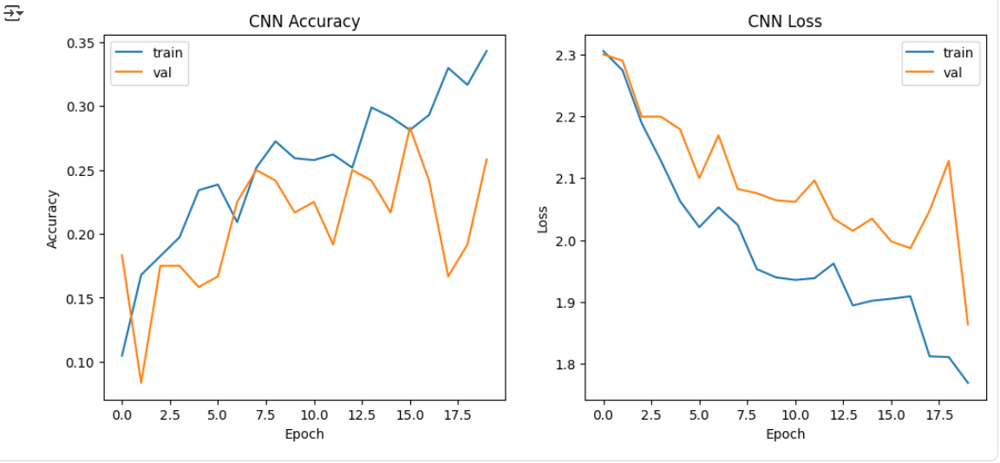 CNN Accuracy
train
val
0.35
0.30
0.25
0.20
0.15
0.10
Accuracy
0.0 2.5 5.0 7.5 10.0 12.5 15.0 17.5
Epoch
CNN Loss
train
val
2.3
2.2
2.1
2.0
1.9
1.8
Loss
0.0 2.5 5.0 7.5 10.0 12.5 15.0 17.5
Epoch